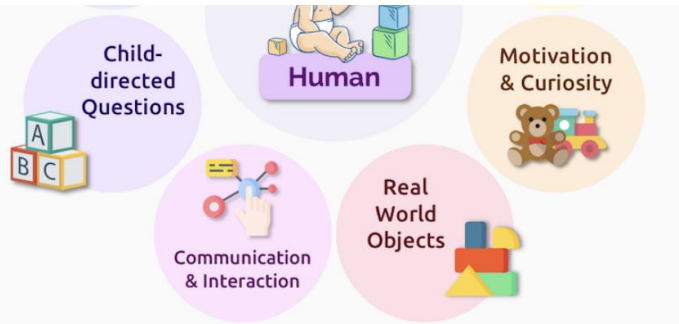 Child-
directed
Questions
A
B C
Human
Motivation
& Curiosity
Communication
& Interaction
Real
World
Objects